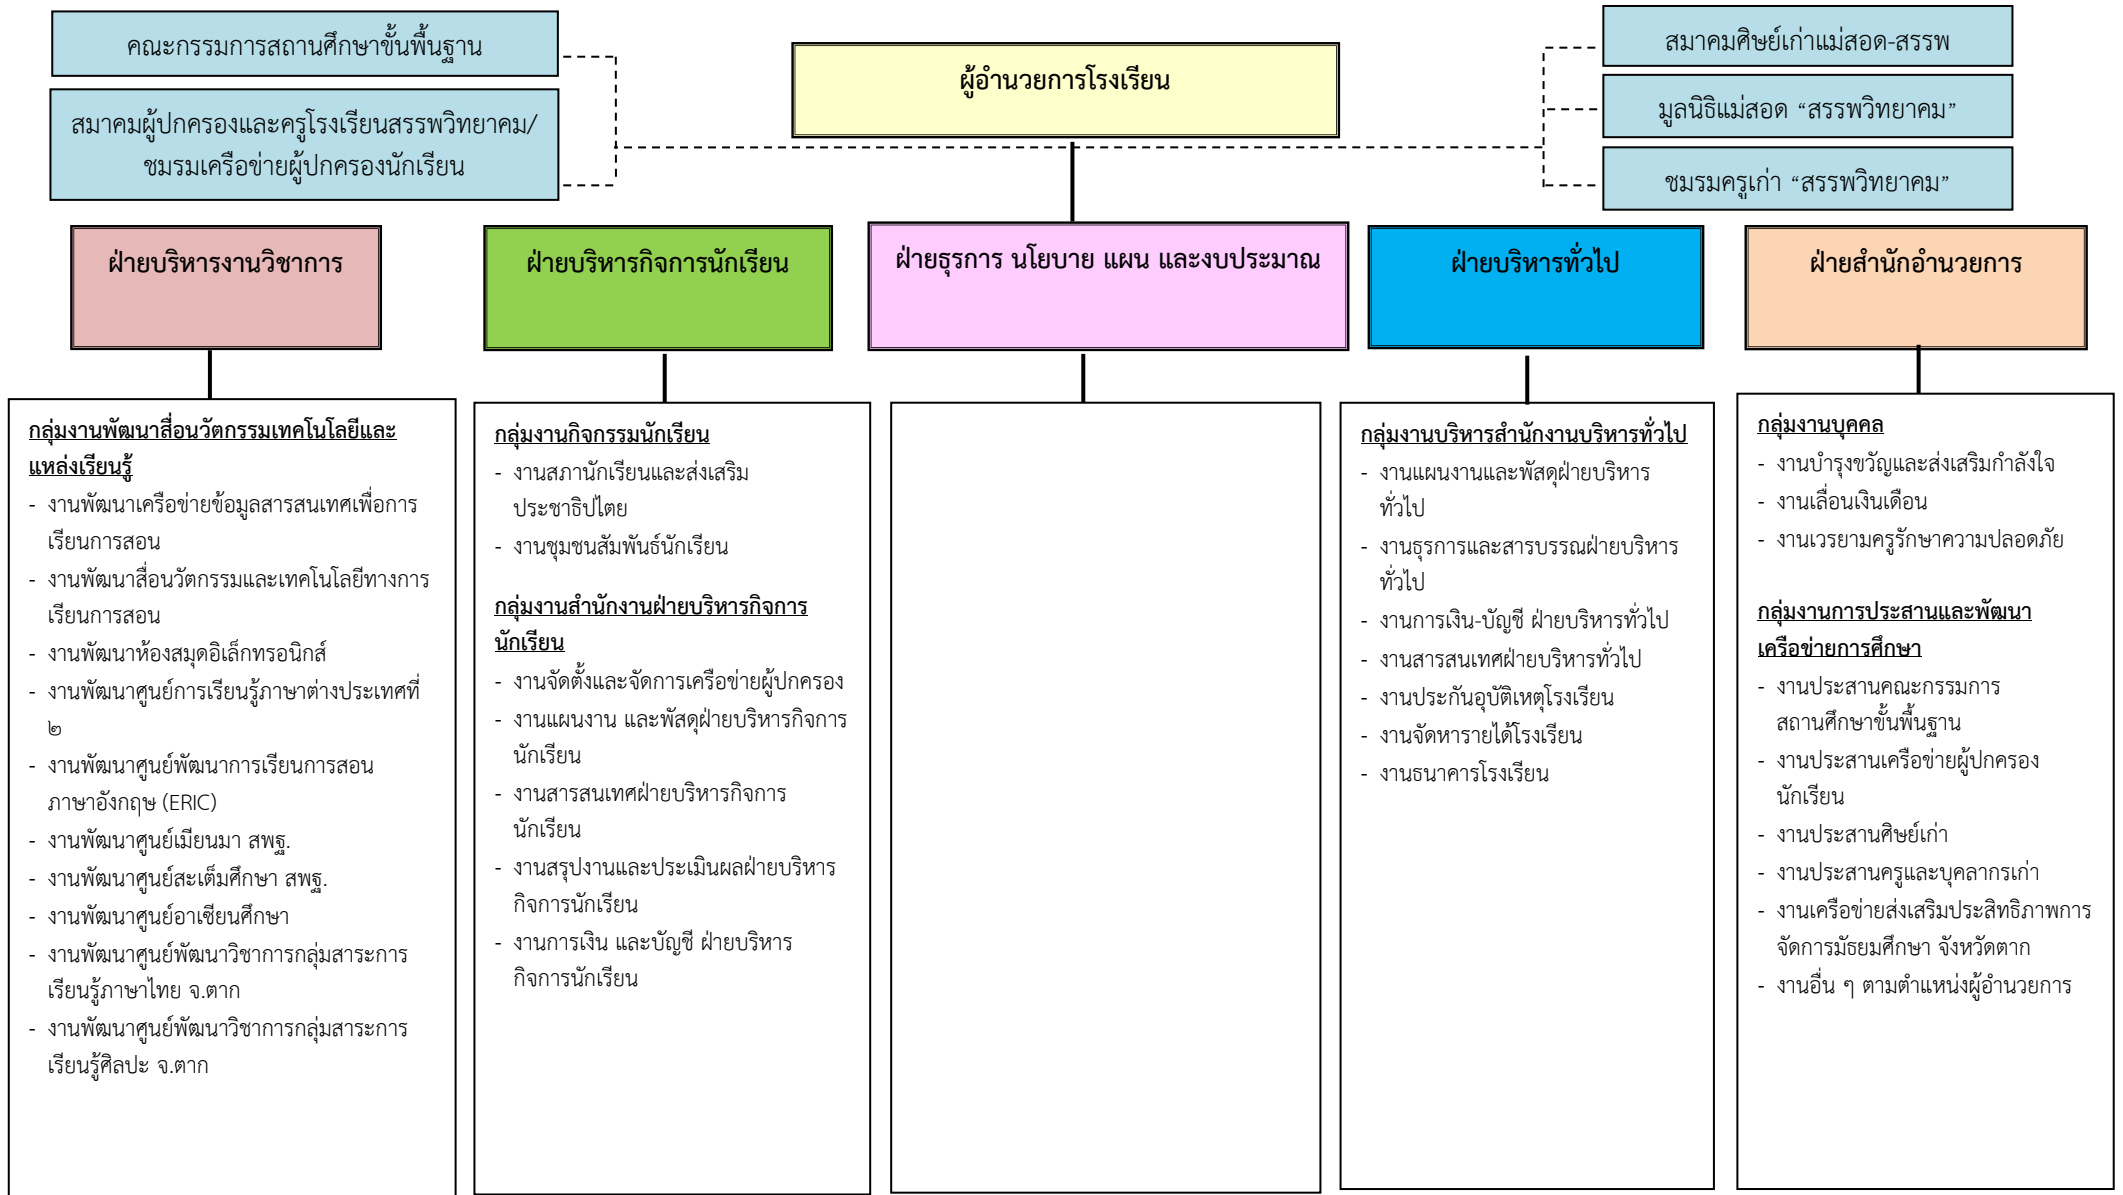 คณะกรรมการสถานศึกษาขั้นพื้นฐาน
สมาคมผู้ปกครองและครูโรงเรียนสรรพวิทยาคม/
ชมรมเครือข่ายผู้ปกครองนักเรียน
ผู้อำนวยการโรงเรียน
สมาคมศิษย์เก่าแม่สอด-สรรพ
มูลนิธิแม่สอด “สรรพวิทยาคม”
ชมรมครูเก่า “สรรพวิทยาคม”
ฝ่ายบริหารงานวิชาการ
ฝ่ายบริหารกิจการนักเรียน
ฝ่ายธุรการ นโยบาย แผน และงบประมาณ
ฝ่ายบริหารทั่วไป
ฝ่ายสำนักอำนวยการ
กลุ่มงานพัฒนาสื่อนวัตกรรมเทคโนโลยีและ
แหล่งเรียนรู้
- งานพัฒนาเครือข่ายข้อมูลสารสนเทศเพื่อการ
เรียนการสอน
- งานพัฒนาสื่อนวัตกรรมและเทคโนโลยีทางการ
เรียนการสอน
- งานพัฒนาห้องสมุดอิเล็กทรอนิกส์
- งานพัฒนาศูนย์การเรียนรู้ภาษาต่างประเทศที่
๒
- งานพัฒนาศูนย์พัฒนาการเรียนการสอน
ภาษาอังกฤษ (ERIC)
- งานพัฒนาศูนย์เมียนมา สพฐ.
- งานพัฒนาศูนย์สะเต็มศึกษา สพฐ.
- งานพัฒนาศูนย์อาเซียนศึกษา
- งานพัฒนาศูนย์พัฒนาวิชาการกลุ่มสาระการ
เรียนรู้ภาษาไทย จ.ตาก
- งานพัฒนาศูนย์พัฒนาวิชาการกลุ่มสาระการ
เรียนรู้ศิลปะ จ.ตาก
กลุ่มงานกิจกรรมนักเรียน
- งานสภานักเรียนและส่งเสริม
ประชาธิปไตย
- งานชุมชนสัมพันธ์นักเรียน
กลุ่มงานสำนักงานฝ่ายบริหารกิจการ
นักเรียน
- งานจัดตั้งและจัดการเครือข่ายผู้ปกครอง
- งานแผนงาน และพัสดุฝ่ายบริหารกิจการ
นักเรียน
- งานสารสนเทศฝ่ายบริหารกิจการ
นักเรียน
- งานสรุปงานและประเมินผลฝ่ายบริหาร
กิจการนักเรียน
- งานการเงิน และบัญชี ฝ่ายบริหาร
กิจการนักเรียน
กลุ่มงานบริหารสำนักงานบริหารทั่วไป
- งานแผนงานและพัสดุฝ่ายบริหาร
ทั่วไป
- งานธุรการและสารบรรณฝ่ายบริหาร
ทั่วไป
- งานการเงิน-บัญชี ฝ่ายบริหารทั่วไป
- งานสารสนเทศฝ่ายบริหารทั่วไป
- งานประกันอุบัติเหตุโรงเรียน
- งานจัดหารายได้โรงเรียน
- งานธนาคารโรงเรียน
กลุ่มงานบุคคล
- งานบำรุงขวัญและส่งเสริมกำลังใจ
- งานเลื่อนเงินเดือน
- งานเวรยามครูรักษาความปลอดภัย
กลุ่มงานการประสานและพัฒนา
เครือข่ายการศึกษา
- งานประสานคณะกรรมการ
สถานศึกษาขั้นพื้นฐาน
- งานประสานเครือข่ายผู้ปกครอง
นักเรียน
- งานประสานศิษย์เก่า
- งานประสานครูและบุคลากรเก่า
- งานเครือข่ายส่งเสริมประสิทธิภาพการ
จัดการมัธยมศึกษา จังหวัดตาก
- งานอื่น ๆ ตามตำแหน่งผู้อำนวยการ